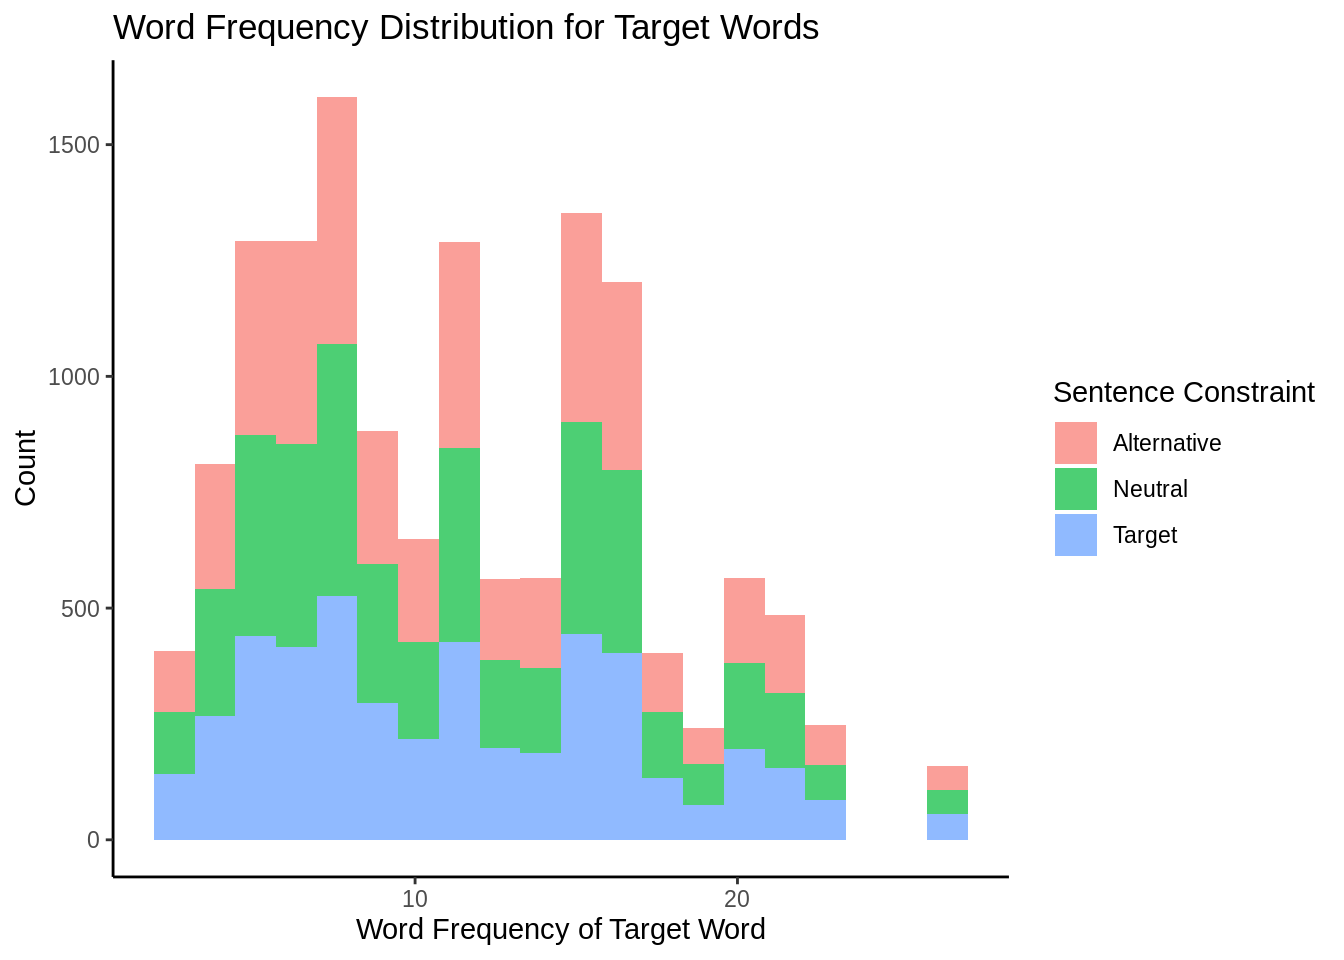 Word Frequency Distribution for Target Words
1500
1000
500
0
Count
10
20
Word Frequency of Target Word
Sentence Constraint
Alternative
Neutral
Target